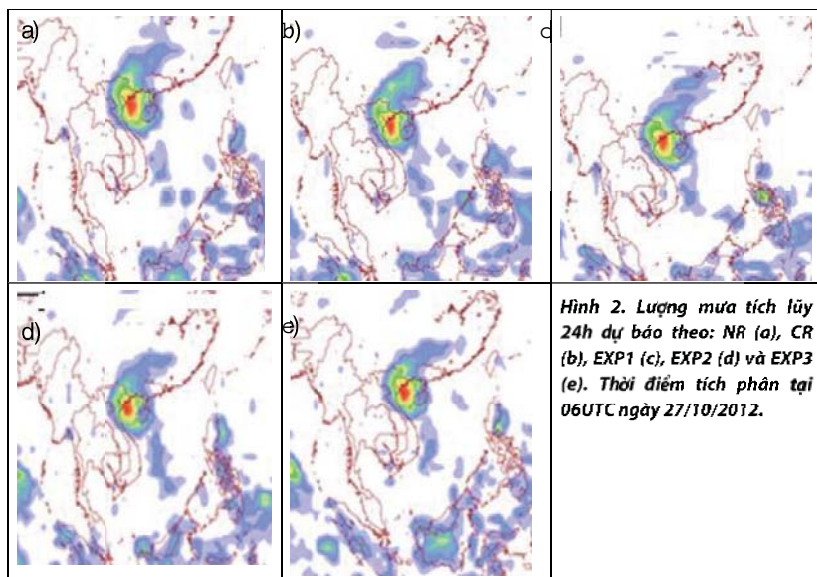 a)
b)
c
d)
e)
Hình 2. Lượng mưa tích lũy
24h dự báo theo: NR (a), CR
(b), EXP1 (c), EXP2 (d) và EXP3
(e). Thời điểm tích phân tại
06UTC ngày 27/10/2012.